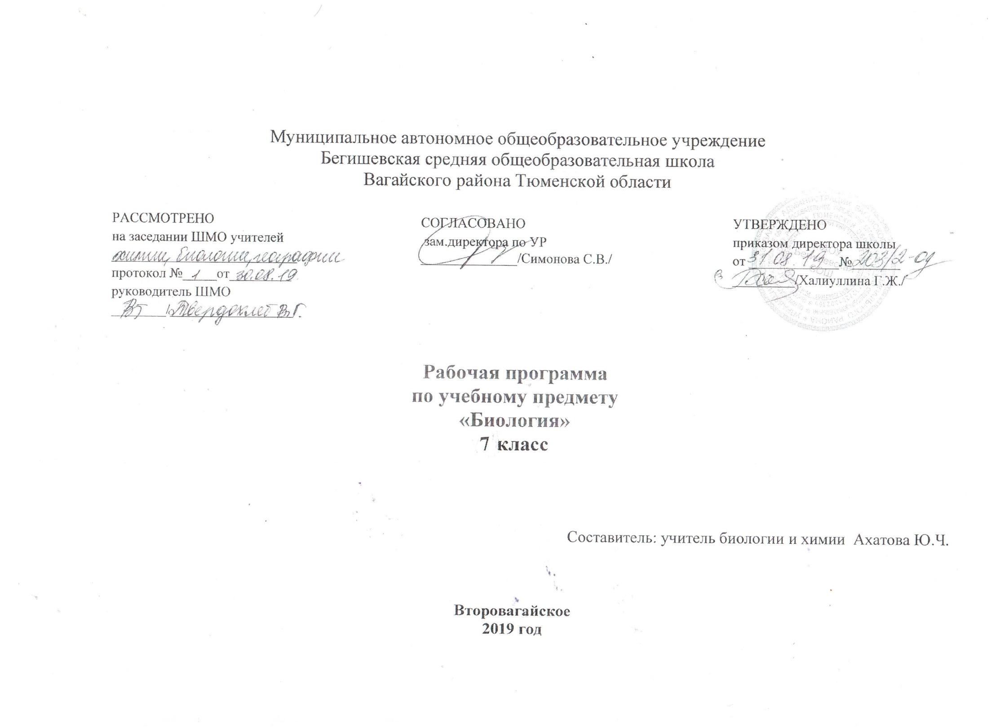 Муниципальное автономное общеобразовательное учреждение
Бегишевская средняя общеобразовательная школа
Вагайского района Тюменской области
РАССМОТРЕНО
на заседании ШМО учителей
химии, биологии, географии
протокол № 1 от 30.08.19
руководитель ШМО
/Твердохлеб В.Г.
СОГЛАСОВАНО
зам.директора по УР
/Симонова С.В./
УТВЕРЖДЕНО
приказом директора школы
от 31.08.19 № 203/2-од
/Халиуллина Г.Ж./
Рабочая программа
по учебному предмету
«Биология»
7 класс
Составитель: учитель биологии и химии Ахатова Ю.Ч.
Второвагайское
2019 год